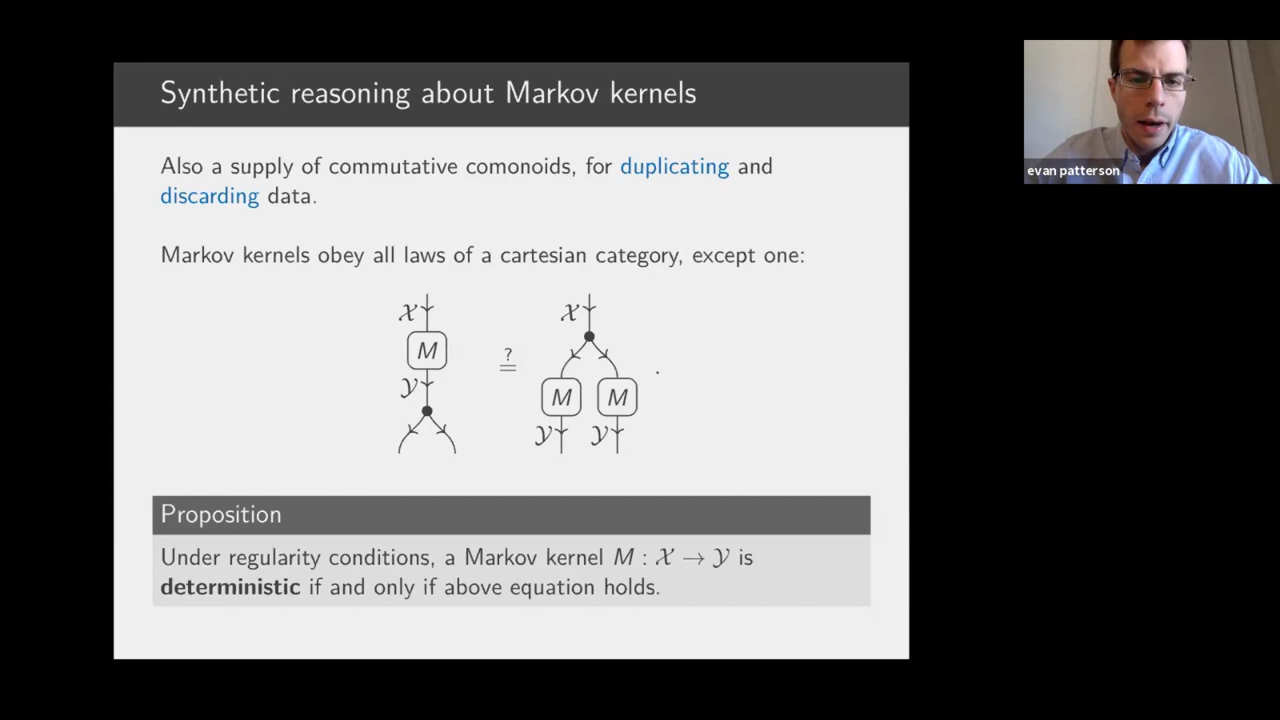 Synthetic reasoning about Markov kernels
Also a supply of commutative comonoids, for duplicating and
discarding data.
Markov kernels obey all laws of a cartesian category, except one:
𝒳
M
𝒴
?
=
𝒳
M M
𝒴 𝒴
.
Proposition
Under regularity conditions, a Markov kernel M : 𝒳 → 𝒴 is
deterministic if and only if above equation holds.
evan patterson